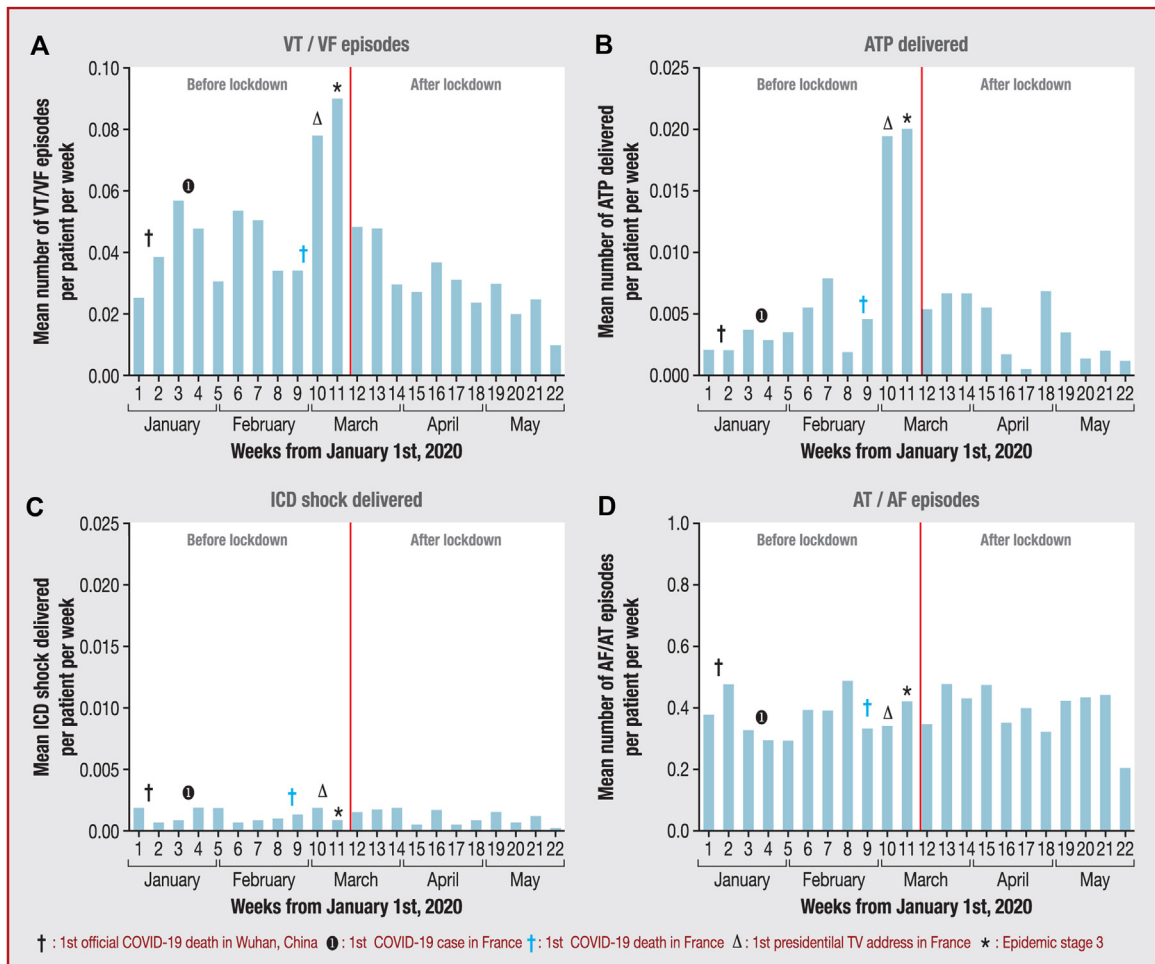 A
VT / VF episodes
Mean number of VT/VF episodes
per patient per week
0.10
0.08
0.06
0.04
0.02
0.00
Before lockdown
After lockdown
†
❶
†
Δ
*
1 2 3 4 5 6 7 8 9 10 11 12 13 14 15 16 17 18 19 20 21 22
January February March April May
Weeks from January 1st, 2020
B
ATP delivered
Mean number of ATP delivered
per patient per week
0.025
0.020
0.015
0.010
0.005
0.000
Before lockdown
After lockdown
†
❶
†
Δ
*
1 2 3 4 5 6 7 8 9 10 11 12 13 14 15 16 17 18 19 20 21 22
January February March April May
Weeks from January 1st, 2020
C
ICD shock delivered
Mean ICD shock delivered
per patient per week
0.025
0.020
0.015
0.010
0.005
0.000
Before lockdown
After lockdown
†
❶
†
Δ
*
1 2 3 4 5 6 7 8 9 10 11 12 13 14 15 16 17 18 19 20 21 22
January February March April May
Weeks from January 1st, 2020
D
AT / AF episodes
Mean number of AF/AT episodes
per patient per week
1.0
0.8
0.6
0.4
0.2
0.0
Before lockdown
After lockdown
†
❶
†
Δ
*
1 2 3 4 5 6 7 8 9 10 11 12 13 14 15 16 17 18 19 20 21 22
January February March April May
Weeks from January 1st, 2020
† : 1st official COVID-19 death in Wuhan, China ❶ : 1st COVID-19 case in France † : 1st COVID-19 death in France Δ : 1st presidentilal TV address in France * : Epidemic stage 3